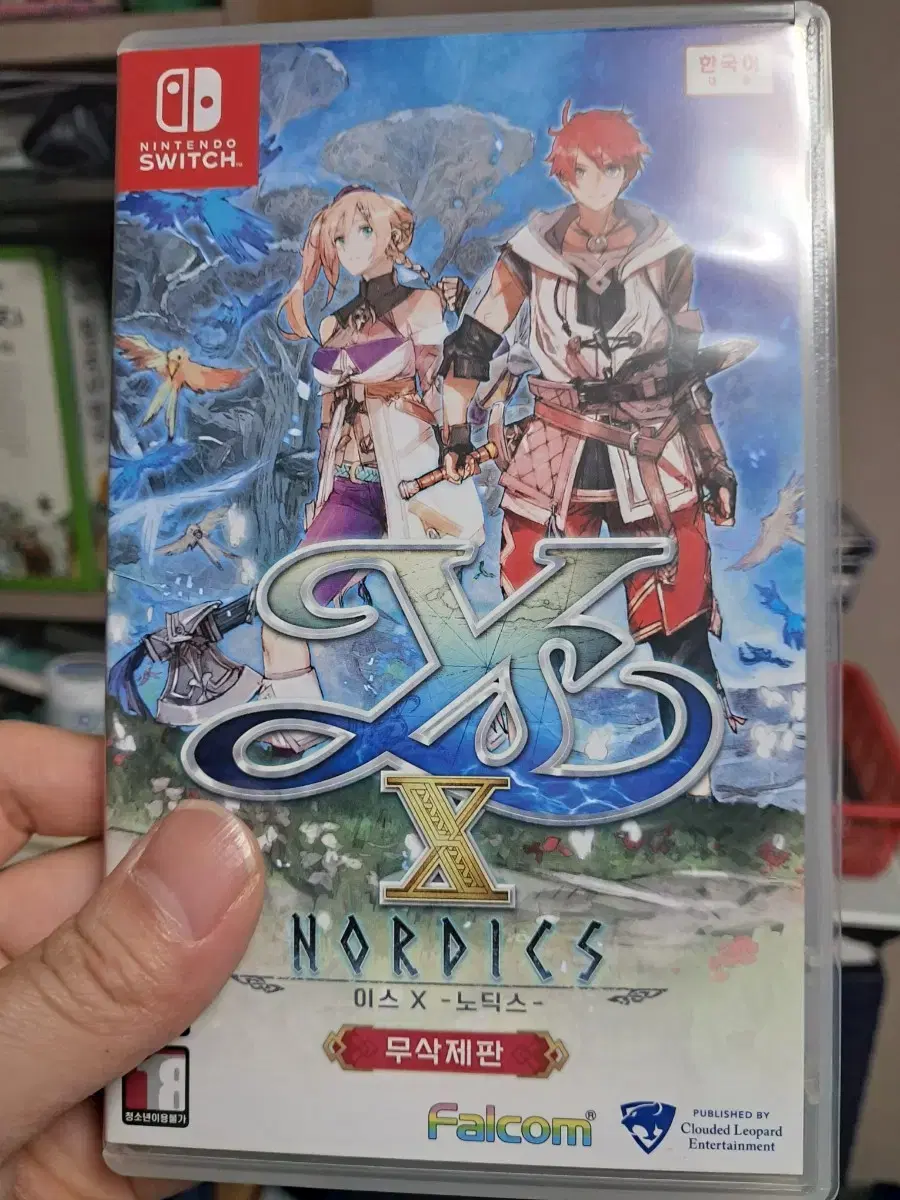 NINTENDO
SWITCH™
한국어
Ys
X
NORDICS
이스 X -노딕스-
무삭제판
18
청소년이용불가
Falcom®
PUBLISHED BY
Clouded Leopard
Entertainment